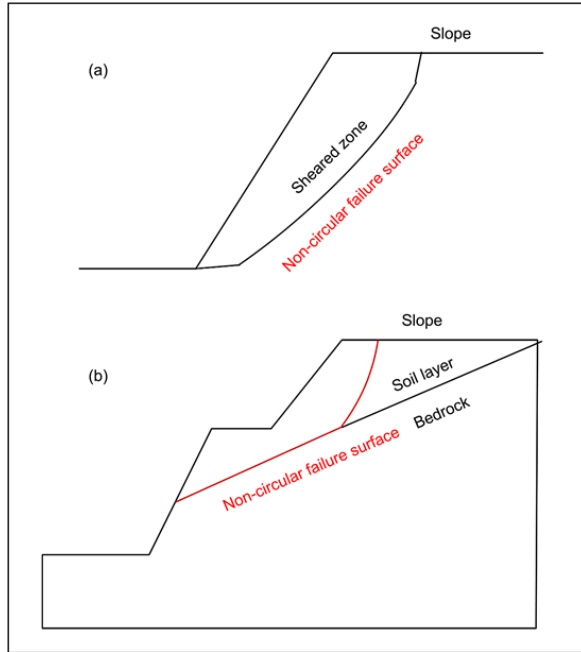 Slope
(a)
Sheared zone
Non-circular failure surface
Slope
(b)
Soil layer
Bedrock
Non-circular failure surface